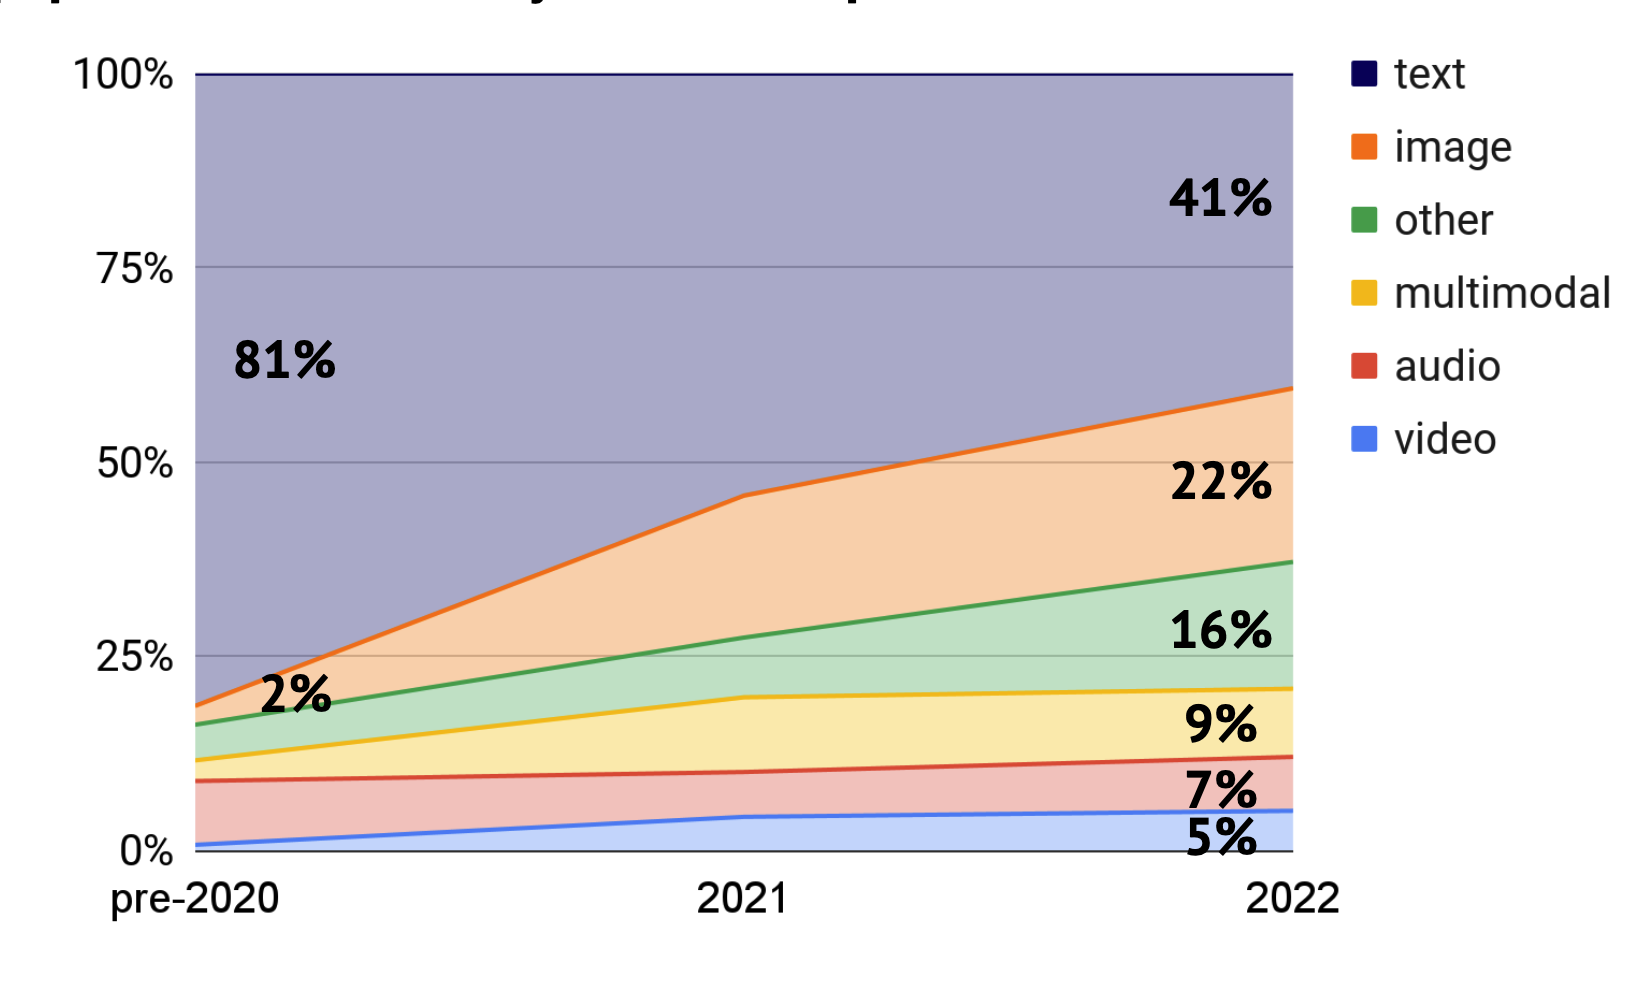 100%
75%
50%
25%
0%
81%
2%
41%
22%
16%
9%
7%
5%
pre-2020
2021
2022
text
image
other
multimodal
audio
video